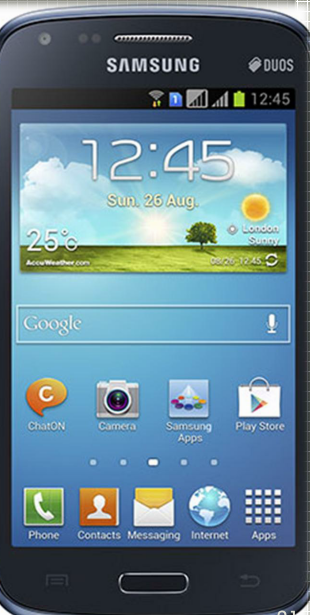 SAMSUNG
DUOS
1
12:45
12:45
Sun, 26 Aug.
London
Sunny
25°c
AccuWeather.com
08/26 12:45
Google
C
ChatON
Camera
Samsung
Apps
Play Store
Phone
Contacts
Messaging
Internet
Apps